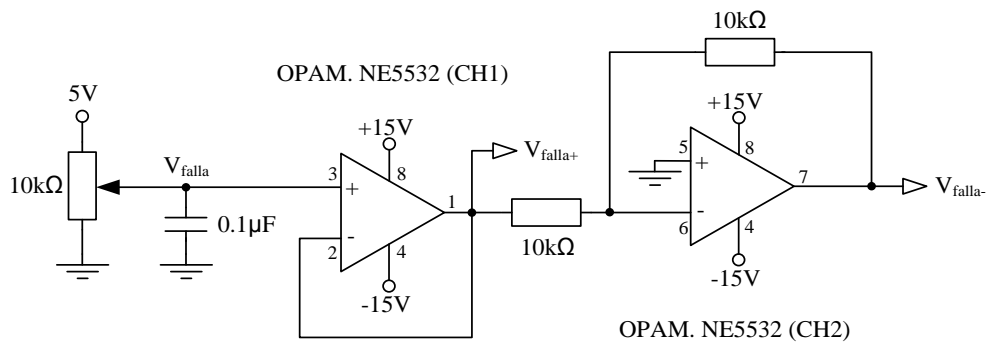 10kΩ
OPAM. NE5532 (CH1)
5V
+15V
+15V
V_falla+
V_falla
5
8
10kΩ
3
8
+
7
V_falla-
+
1
-
0.1µF
-
6
4
2
4
10kΩ
-15V
-15V
OPAM. NE5532 (CH2)